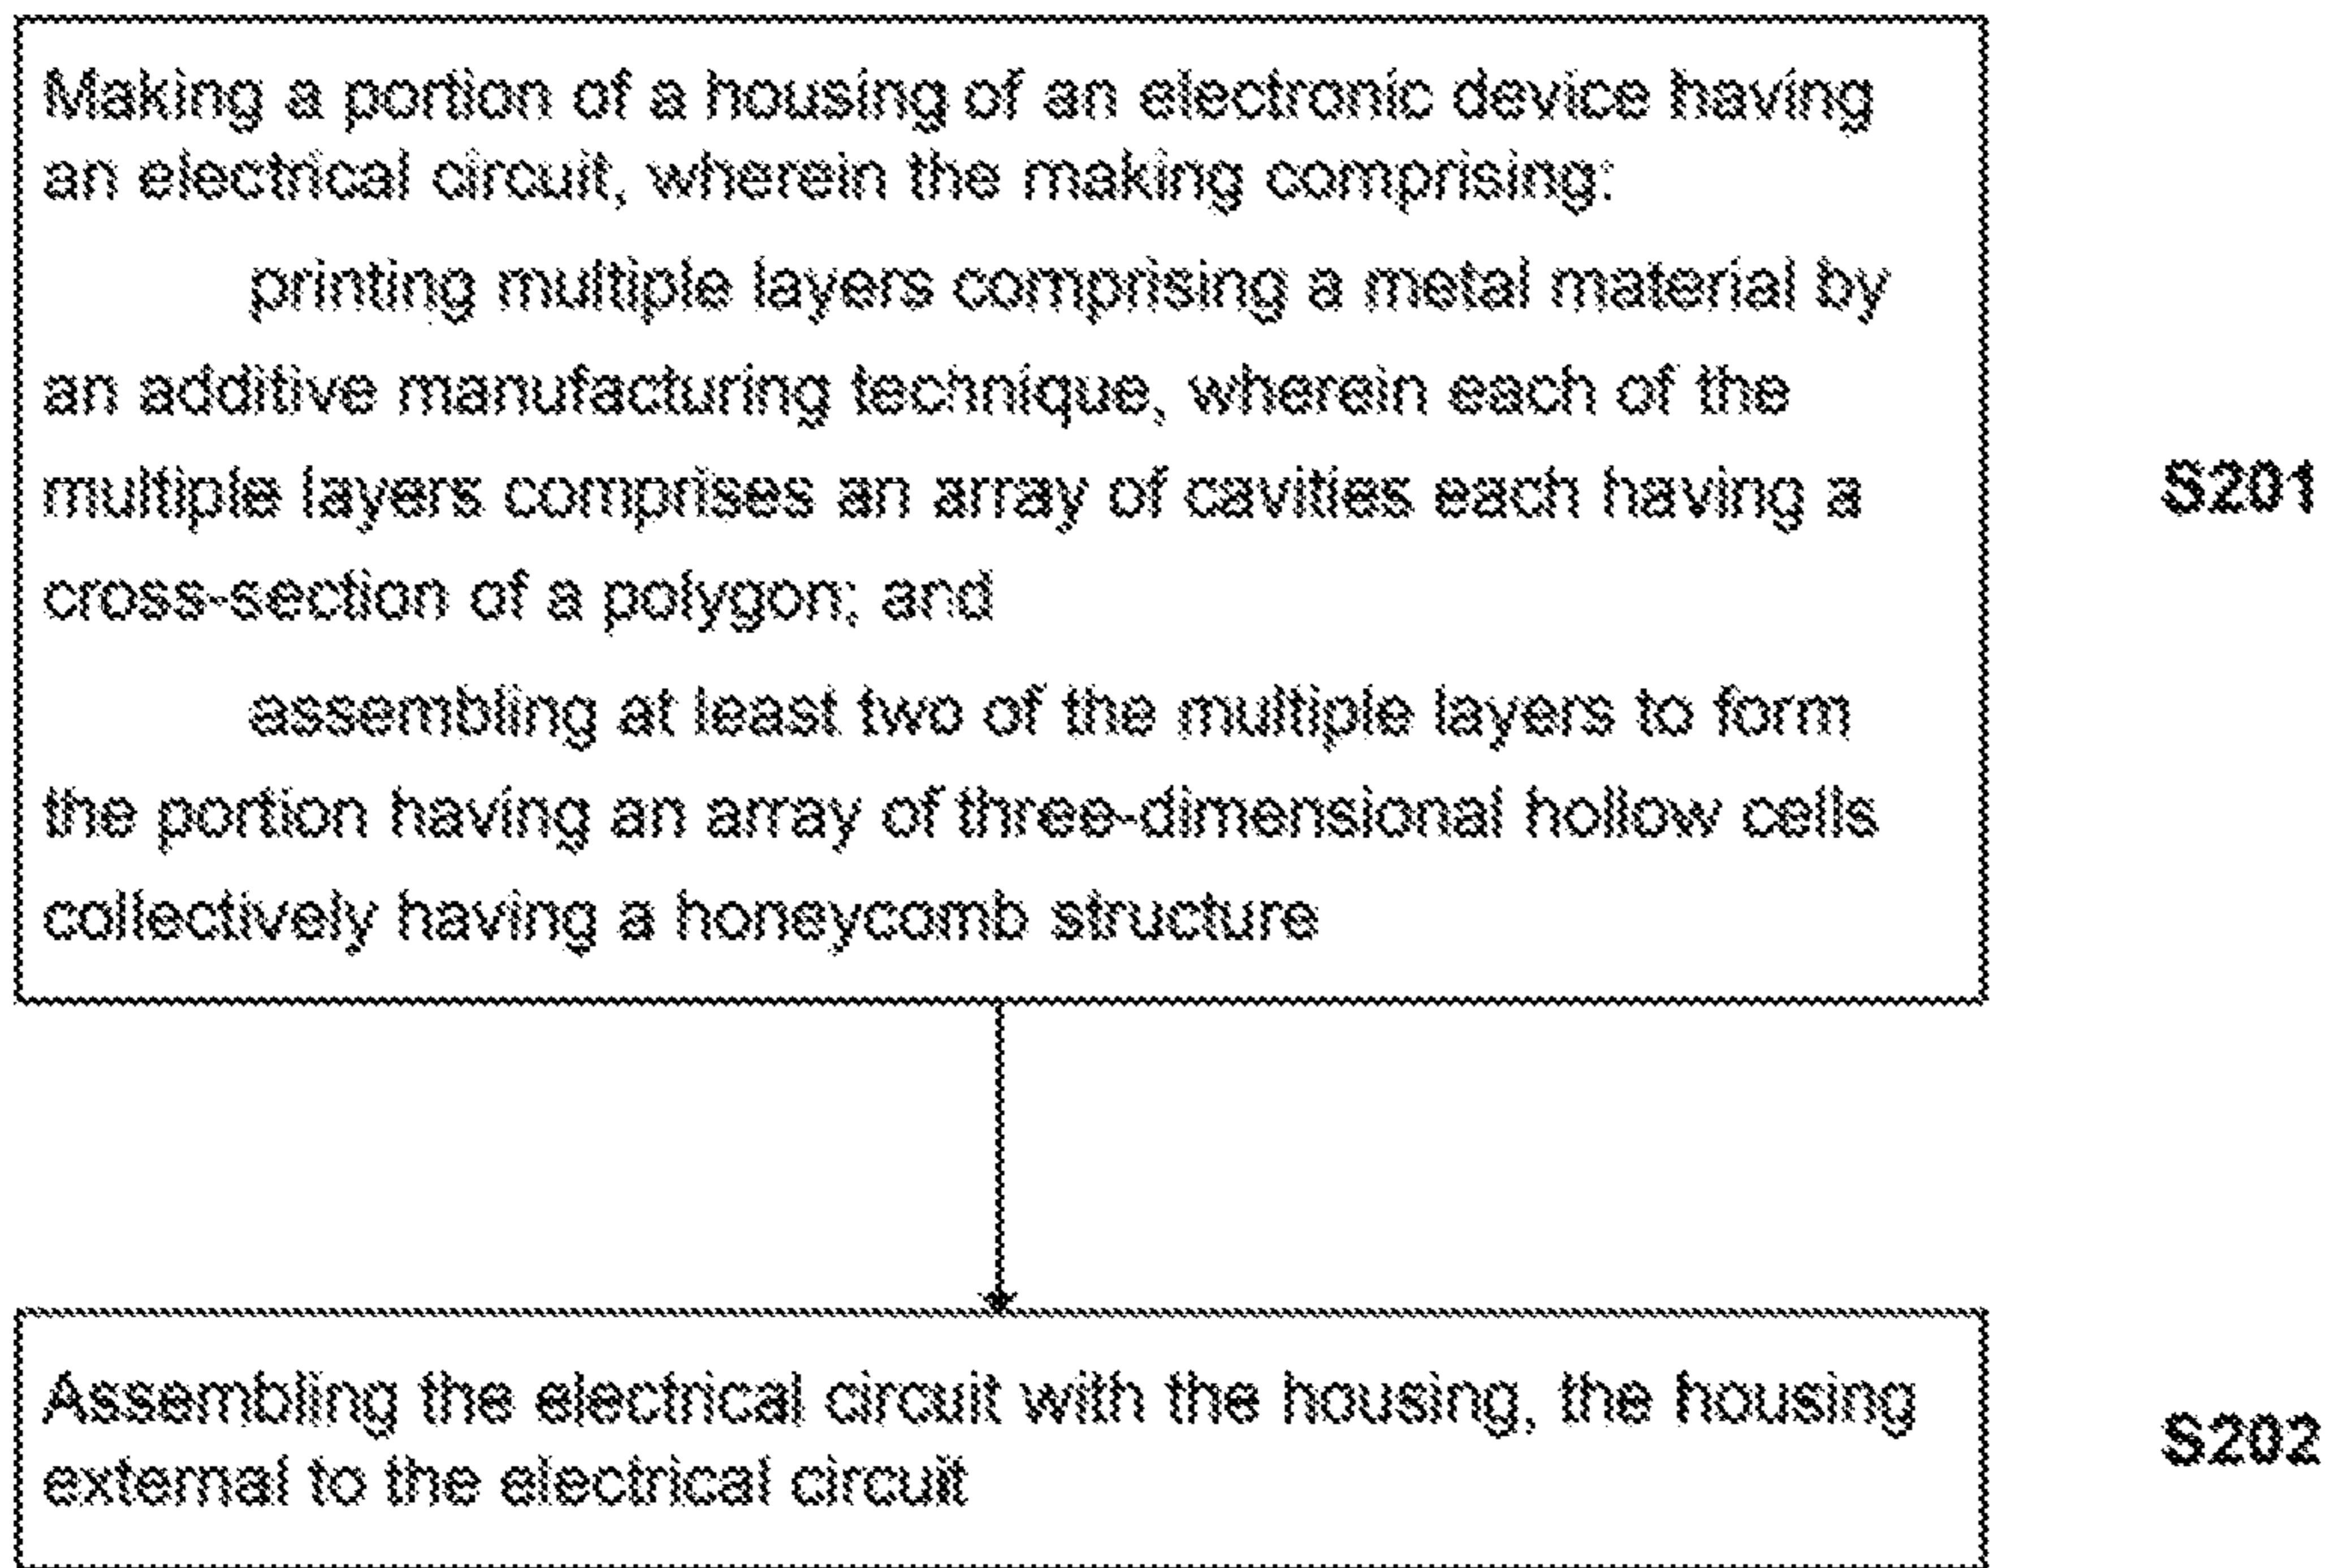 Making a portion of a housing of an electronic device having
an electrical circuit, wherein the making comprising:
printing multiple layers comprising a metal material by
an additive manufacturing technique, wherein each of the
multiple layers comprises an array of cavities each having a
S201
cross-section of a polygon; and
assembling at least two of the multiple layers to form
the portion having an array of three-dimensional hollow cells
collectively having a honeycomb structure
Assembling the electrical circuit with the housing, the housing
external to the electrical circuit
S202